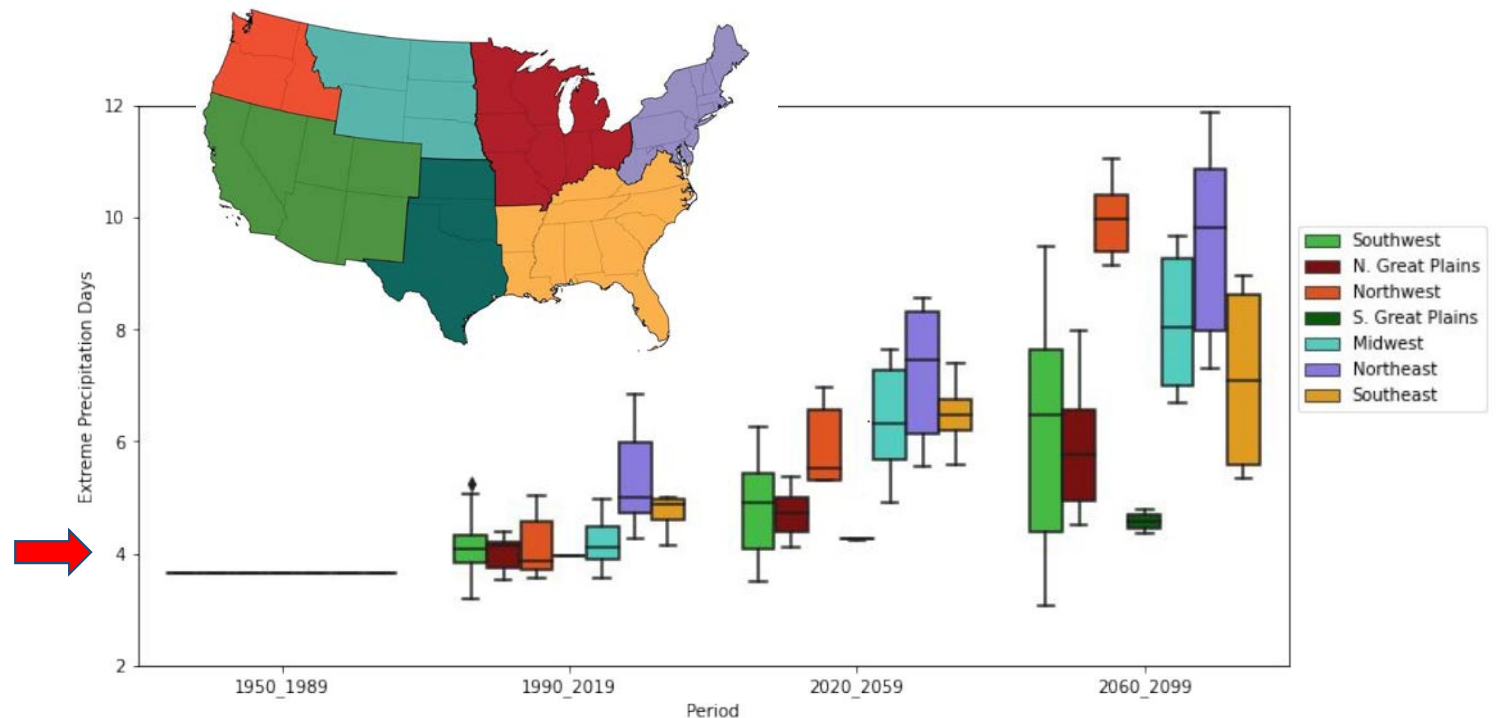 12
10
8
6
4
2
Extreme Precipitation Days
1950_1989
1990_2019
2020_2059
2060_2099
Period
Southwest
N. Great Plains
Northwest
S. Great Plains
Midwest
Northeast
Southeast